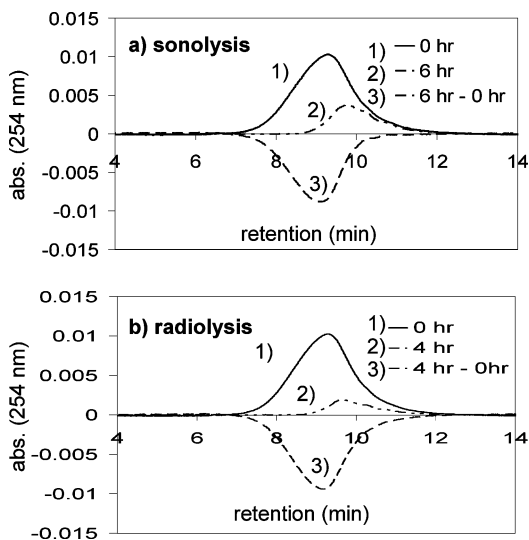 0.015
a) sonolysis
1) 0 hr
0.01
1)
2) 6 hr
0.005
2)
3) 6 hr - 0 hr
abs. (254 nm)
0
4 6 8 10 12 14
-0.005
3)
-0.01
-0.015
retention (min)
0.015
b) radiolysis
1) 0 hr
0.01
1)
2) 4 hr
0.005
2)
3) 4 hr - 0hr
abs. (254 nm)
0
4 6 8 10 12 14
-0.005
3)
-0.01
-0.015
retention (min)